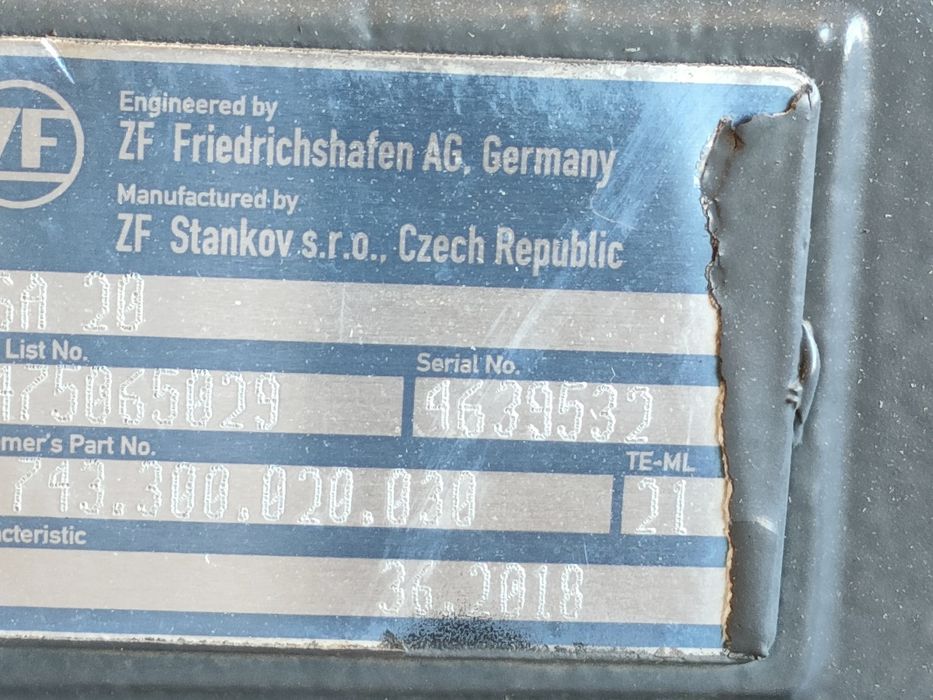 ZF
Engineered by
ZF Friedrichshafen AG, Germany
Manufactured by
ZF Stankov s.r.o., Czech Republic
SA 20
List No.
Serial No.
475065029
4639532
mer's Part No.
TE-ML
743.300.020.030
21
cteristic
36.2018